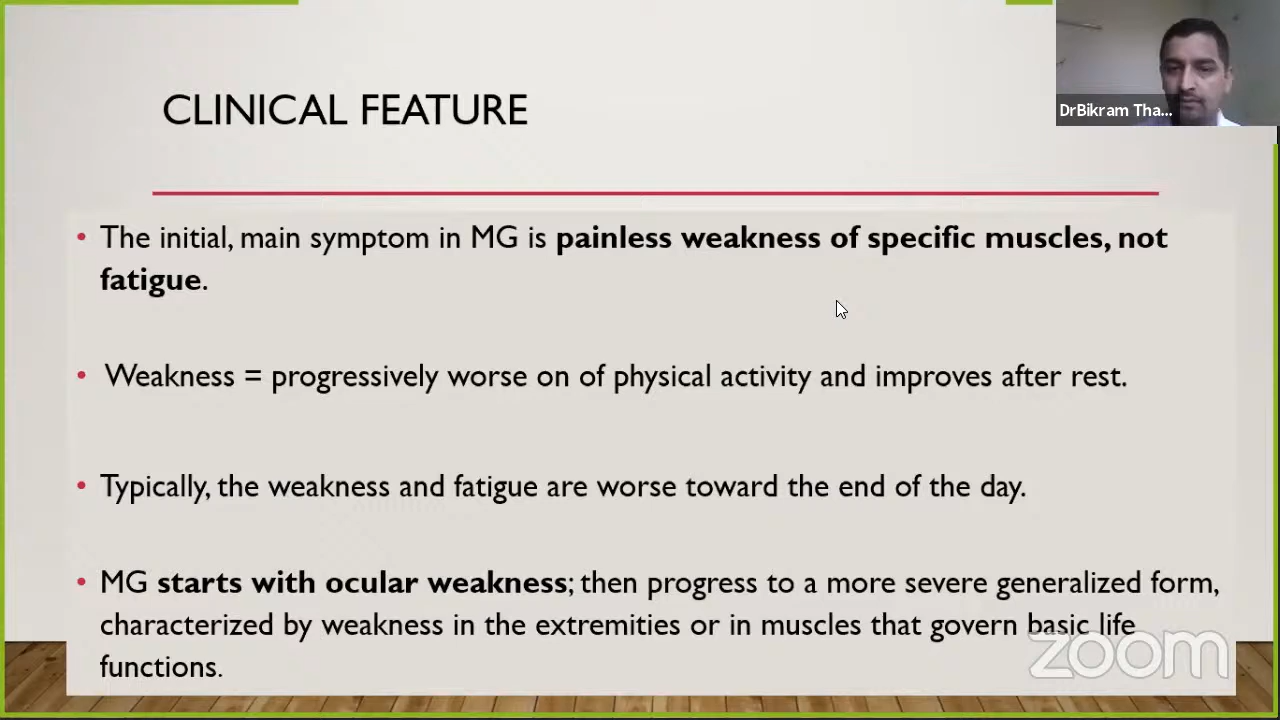 DrBikram Tha...
CLINICAL FEATURE
• The initial, main symptom in MG is painless weakness of specific muscles, not
fatigue.
• Weakness = progressively worse on of physical activity and improves after rest.
• Typically, the weakness and fatigue are worse toward the end of the day.
• MG starts with ocular weakness; then progress to a more severe generalized form,
characterized by weakness in the extremities or in muscles that govern basic life
functions.
zoom